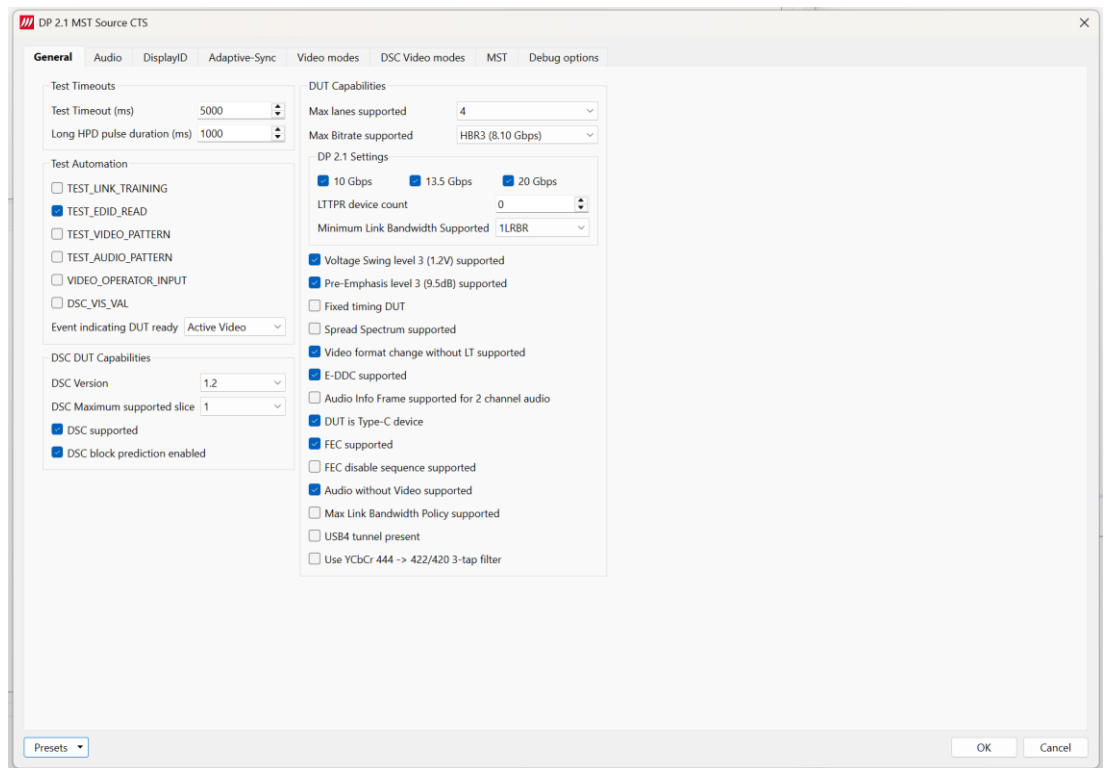 DP 2.1 MST Source CTS
General Audio DisplayID Adaptive-Sync Video modes DSC Video modes MST Debug options
Test Timeouts
Test Timeout (ms) 5000
Long HPD pulse duration (ms) 1000
Test Automation
TEST_LINK_TRAINING
TEST_EDID_READ
TEST_VIDEO_PATTERN
TEST_AUDIO_PATTERN
VIDEO_OPERATOR_INPUT
DSC_VIS_VAL
Event indicating DUT ready Active Video
DSC DUT Capabilities
DSC Version 1.2
DSC Maximum supported slice 1
DSC supported
DSC block prediction enabled
DUT Capabilities
Max lanes supported 4
Max Bitrate supported HBR3 (8.10 Gbps)
DP 2.1 Settings
10 Gbps 13.5 Gbps 20 Gbps
LTTPR device count 0
Minimum Link Bandwidth Supported 1LRBR
Voltage Swing level 3 (1.2V) supported
Pre-Emphasis level 3 (9.5dB) supported
Fixed timing DUT
Spread Spectrum supported
Video format change without LT supported
E-DDC supported
Audio Info Frame supported for 2 channel audio
DUT is Type-C device
FEC supported
FEC disable sequence supported
Audio without Video supported
Max Link Bandwidth Policy supported
USB4 tunnel present
Use YCbCr 444 -> 422/420 3-tap filter
Presets OK Cancel